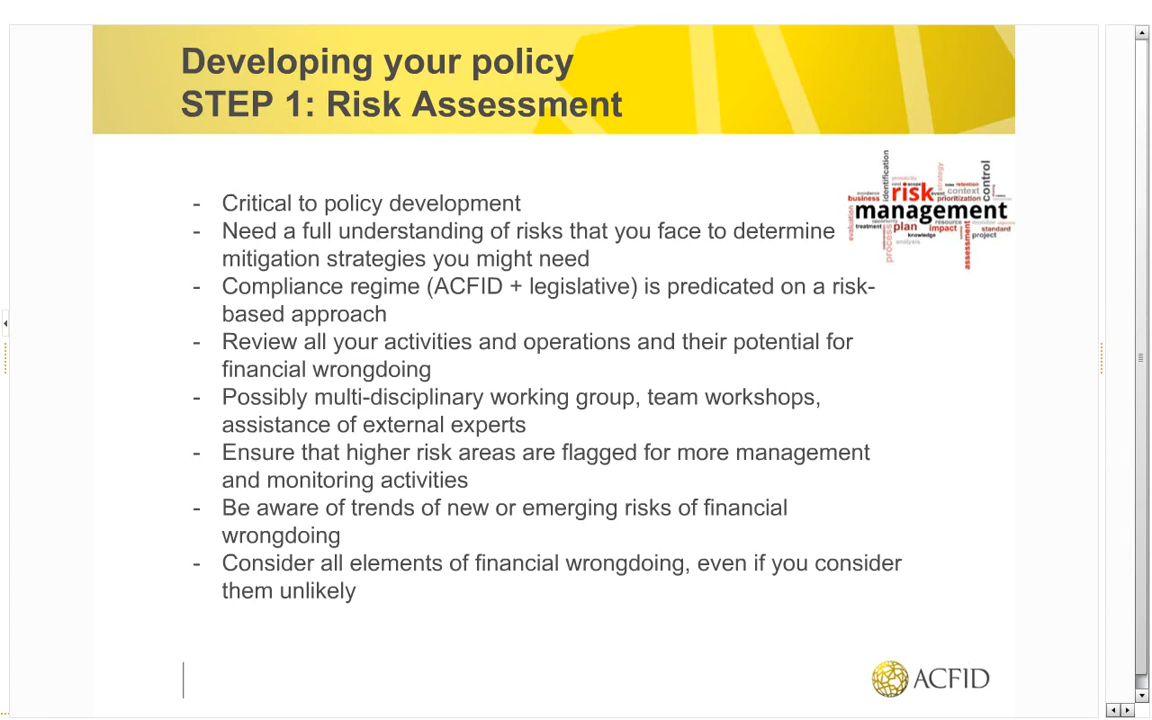 Developing your policy
STEP 1: Risk Assessment
- Critical to policy development
- Need a full understanding of risks that you face to determine
mitigation strategies you might need
- Compliance regime (ACFID + legislative) is predicated on a risk-
based approach
- Review all your activities and operations and their potential for
financial wrongdoing
- Possibly multi-disciplinary working group, team workshops,
assistance of external experts
- Ensure that higher risk areas are flagged for more management
and monitoring activities
- Be aware of trends of new or emerging risks of financial
wrongdoing
- Consider all elements of financial wrongdoing, even if you consider
them unlikely
identification
strategy
control
risk
retention
context
business
prioritization
management
evaluation
treatment
plan
impact
resource
standard
knowledge
project
process
analysis
assessment
ACFID